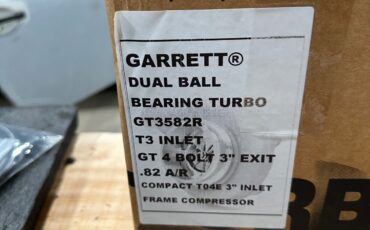 GARRETT®
DUAL BALL
BEARING TURBO
GT3582R
T3 INLET
GT 4 BOLT 3" EXIT
.82 A/R
COMPACT T04E 3" INLET
FRAME COMPRESSOR